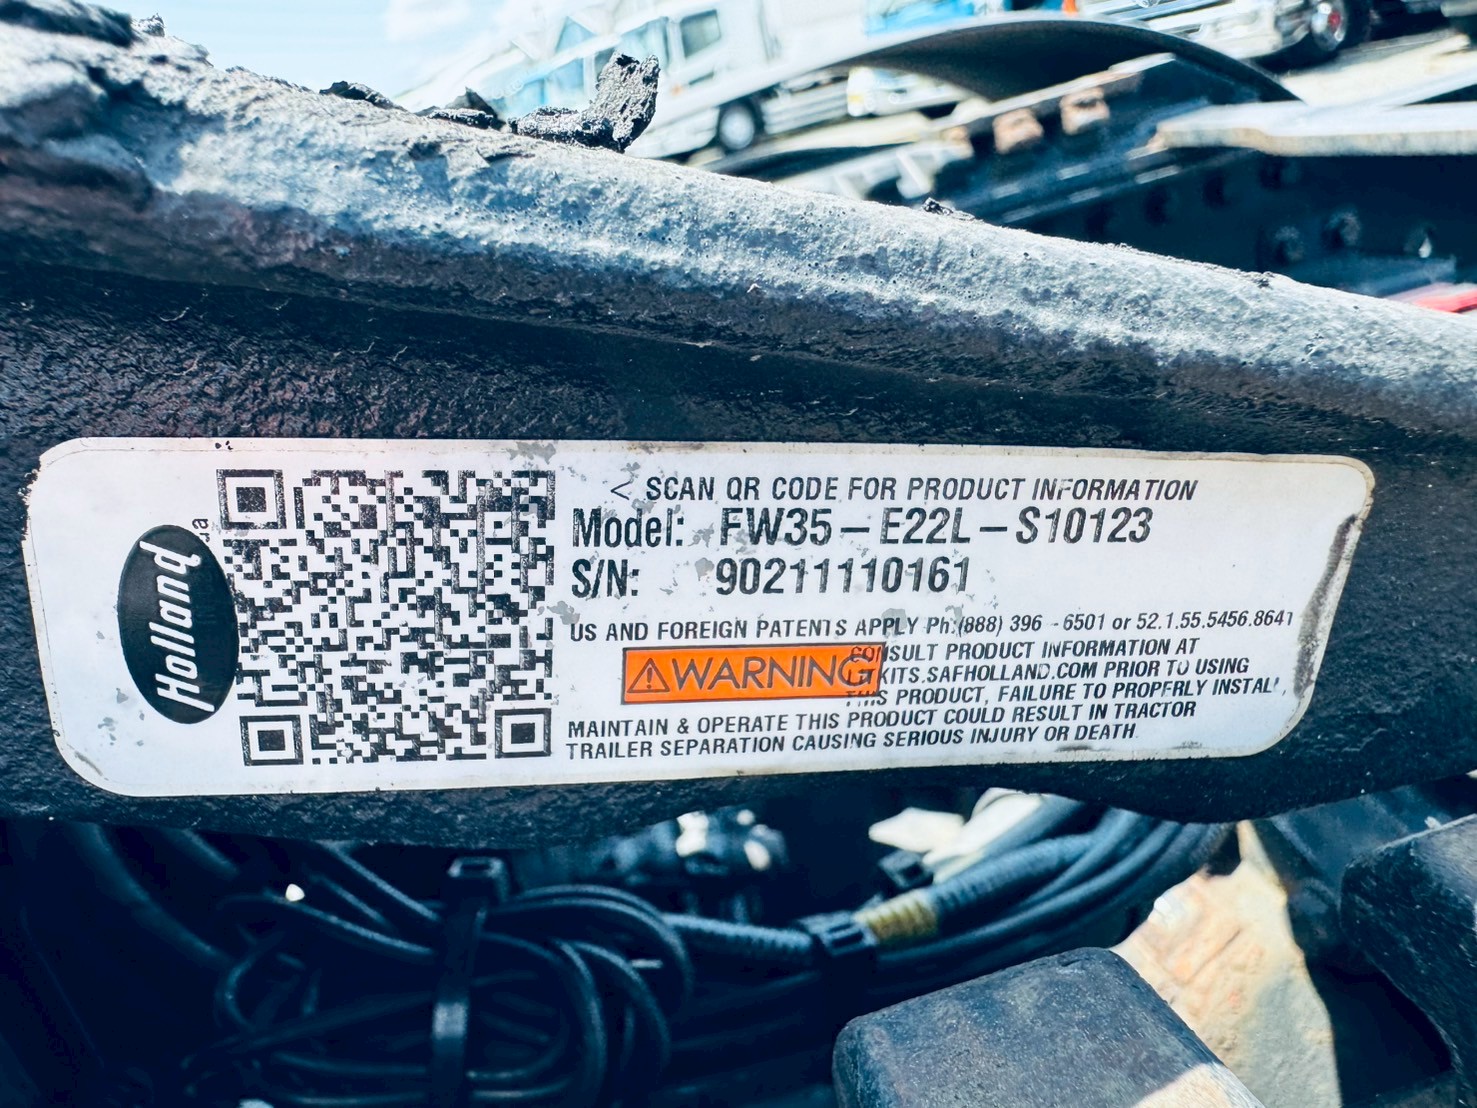 Holland
< SCAN QR CODE FOR PRODUCT INFORMATION
Model: FW35-E22L-S10123
S/N: 90211110161
US AND FOREIGN PATENTS APPLY Ph:(888) 396-6501 or 52.1.55.5456.8641
⚠WARNING CONSULT PRODUCT INFORMATION AT
KITS.SAFHOLLAND.COM PRIOR TO USING
THIS PRODUCT, FAILURE TO PROPERLY INSTALL,
MAINTAIN & OPERATE THIS PRODUCT COULD RESULT IN TRACTOR
TRAILER SEPARATION CAUSING SERIOUS INJURY OR DEATH.